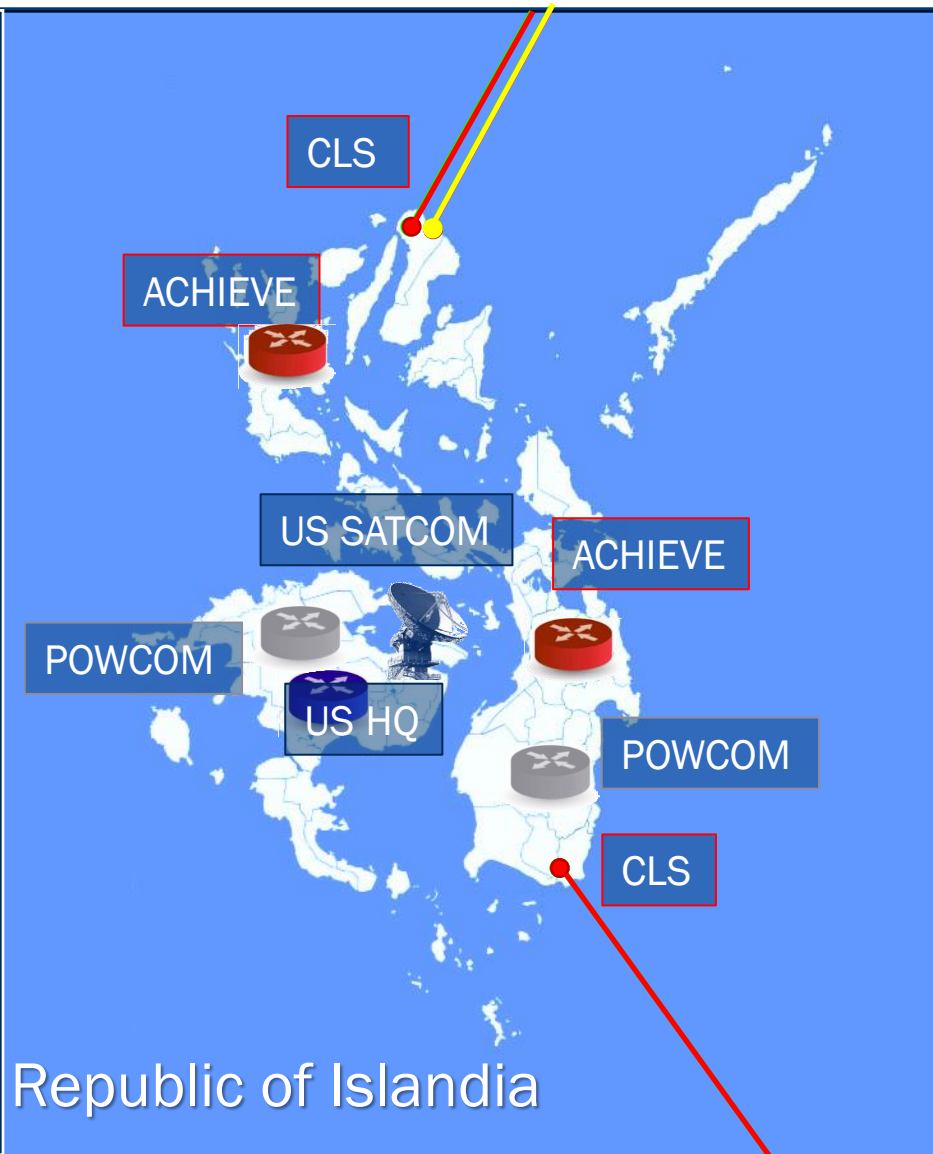 CLS
ACHIEVE
US SATCOM
ACHIEVE
POWCOM
US HQ
POWCOM
CLS
Republic of Islandia